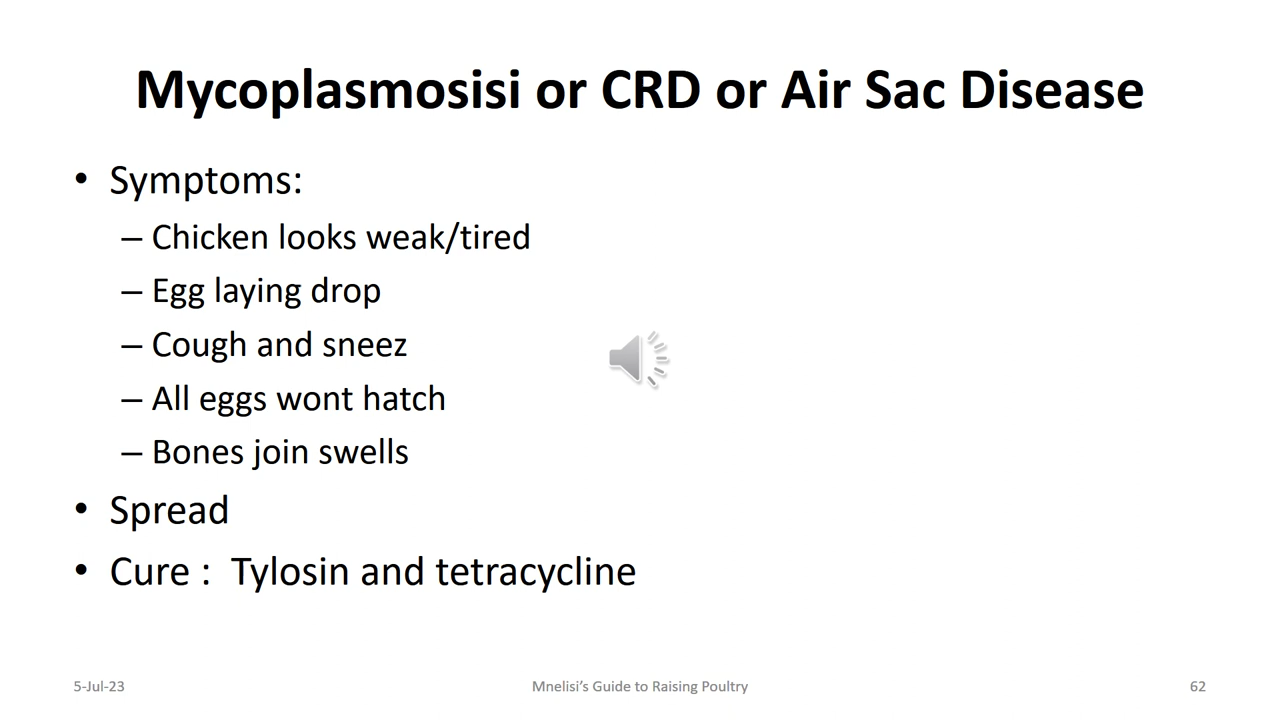 Mycoplasmosisi or CRD or Air Sac Disease
• Symptoms:
– Chicken looks weak/tired
– Egg laying drop
– Cough and sneez
– All eggs wont hatch
– Bones join swells
• Spread
• Cure :  Tylosin and tetracycline
5-Jul-23
Mnelisi’s Guide to Raising Poultry
62